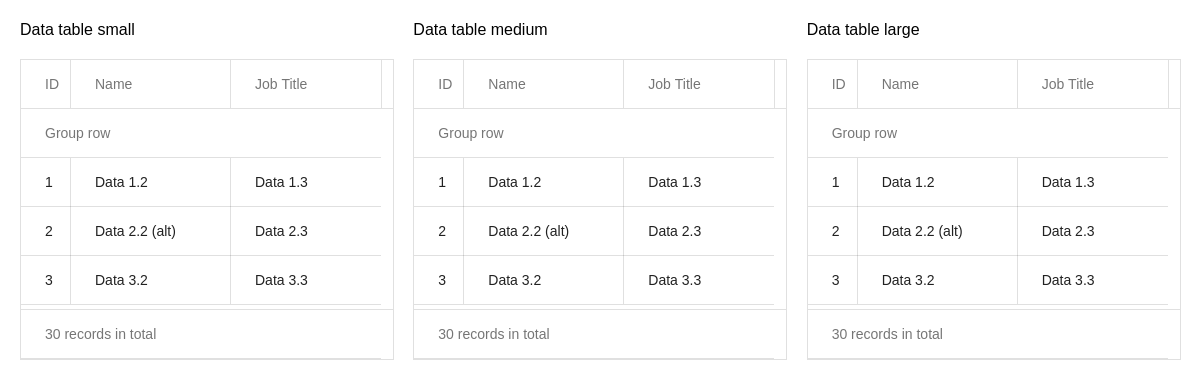 Data table small
ID Name Job Title
Group row
1 Data 1.2 Data 1.3
2 Data 2.2 (alt) Data 2.3
3 Data 3.2 Data 3.3
30 records in total
Data table medium
ID Name Job Title
Group row
1 Data 1.2 Data 1.3
2 Data 2.2 (alt) Data 2.3
3 Data 3.2 Data 3.3
30 records in total
Data table large
ID Name Job Title
Group row
1 Data 1.2 Data 1.3
2 Data 2.2 (alt) Data 2.3
3 Data 3.2 Data 3.3
30 records in total